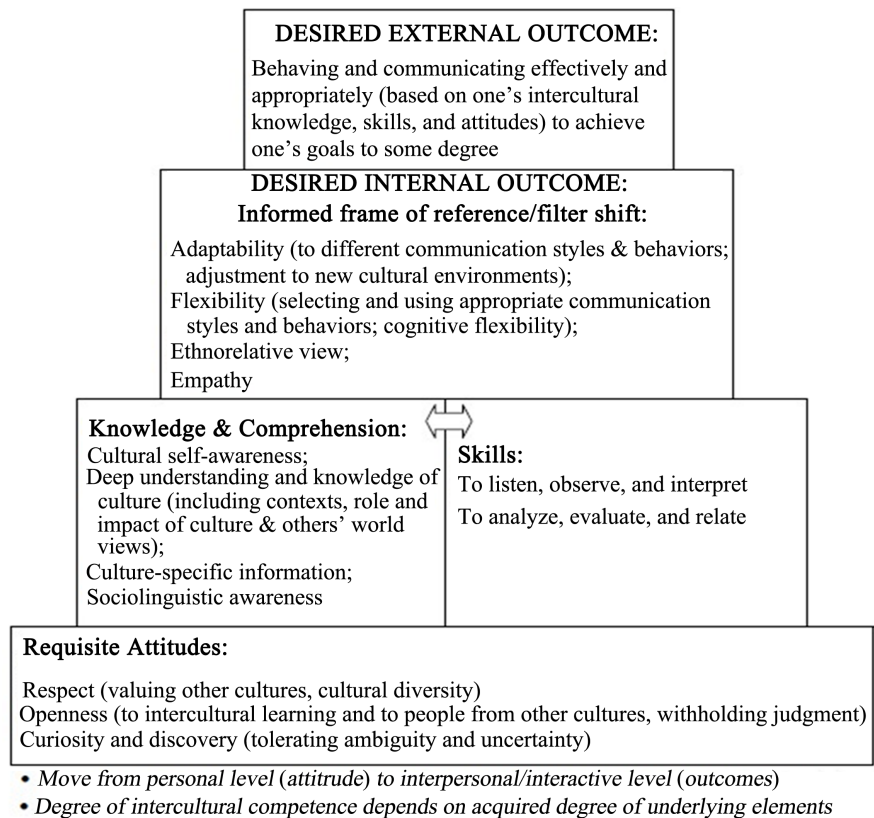 DESIRED EXTERNAL OUTCOME:
Behaving and communicating effectively and
appropriately (based on one's intercultural
knowledge, skills, and attitudes) to achieve
one's goals to some degree
DESIRED INTERNAL OUTCOME:
Informed frame of reference/filter shift:
Adaptability (to different communication styles & behaviors;
adjustment to new cultural environments);
Flexibility (selecting and using appropriate communication
styles and behaviors; cognitive flexibility);
Ethnorelative view;
Empathy
Knowledge & Comprehension:
Cultural self-awareness;
Deep understanding and knowledge of
culture (including contexts, role and
impact of culture & others' world
views);
Culture-specific information;
Sociolinguistic awareness
Skills:
To listen, observe, and interpret
To analyze, evaluate, and relate
Requisite Attitudes:
Respect (valuing other cultures, cultural diversity)
Openness (to intercultural learning and to people from other cultures, withholding judgment)
Curiosity and discovery (tolerating ambiguity and uncertainty)
• Move from personal level (attitude) to interpersonal/interactive level (outcomes)
• Degree of intercultural competence depends on acquired degree of underlying elements